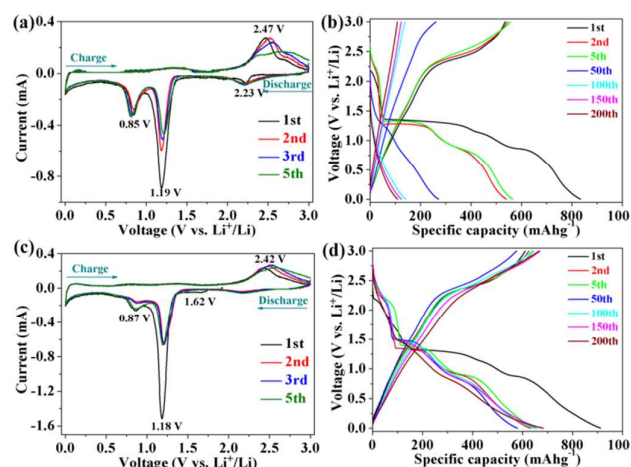 (a)
0.4
0.0
-0.4
-0.8
Current (mA)
Charge
Discharge
2.47 V
2.23 V
0.85 V
1.19 V
1st
2nd
3rd
5th
0.0 0.5 1.0 1.5 2.0 2.5 3.0
Voltage (V vs. Li⁺/Li)
(b)
3.0
2.5
2.0
1.5
1.0
0.5
0.0
Voltage (V vs. Li⁺/Li)
1st
2nd
5th
50th
100th
150th
200th
0 200 400 600 800 1000
Specific capacity (mAhg⁻¹)
(c)
0.4
0.0
-0.4
-0.8
-1.2
-1.6
Current (mA)
Charge
Discharge
2.42 V
1.62 V
0.87 V
1.18 V
1st
2nd
3rd
5th
0.0 0.5 1.0 1.5 2.0 2.5 3.0
Voltage (V vs. Li⁺/Li)
(d)
3.0
2.5
2.0
1.5
1.0
0.5
0.0
Voltage (V vs. Li⁺/Li)
1st
2nd
5th
50th
100th
150th
200th
0 200 400 600 800 1000
Specific capacity (mAhg⁻¹)